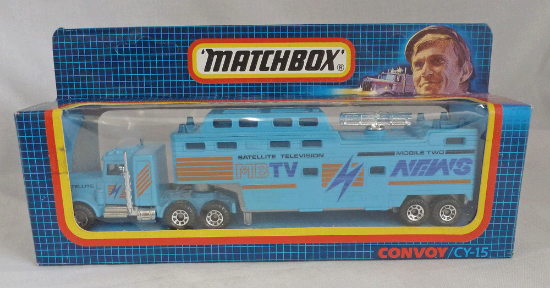 "MATCHBOX"®
SATELLITE TELEVISION
MB TV
MOBILE TWO
NEWS
CONVOY/CY-15